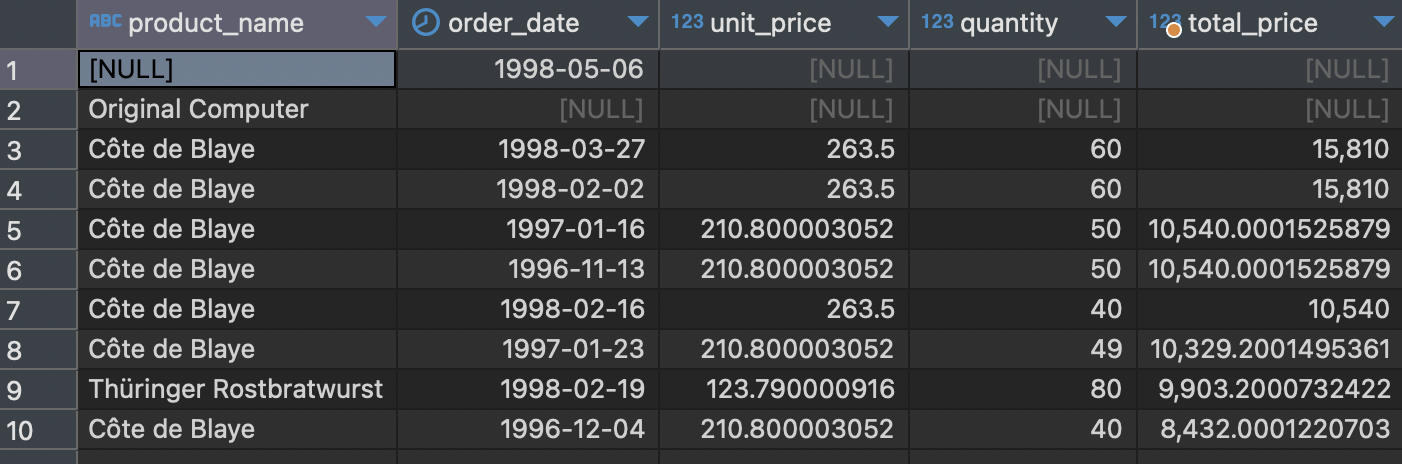 ABC product_name order_date 123 unit_price 123 quantity 123 total_price
1 [NULL] 1998-05-06 [NULL] [NULL] [NULL]
2 Original Computer [NULL] [NULL] [NULL] [NULL]
3 Côte de Blaye 1998-03-27 263.5 60 15,810
4 Côte de Blaye 1998-02-02 263.5 60 15,810
5 Côte de Blaye 1997-01-16 210.800003052 50 10,540.0001525879
6 Côte de Blaye 1996-11-13 210.800003052 50 10,540.0001525879
7 Côte de Blaye 1998-02-16 263.5 40 10,540
8 Côte de Blaye 1997-01-23 210.800003052 49 10,329.2001495361
9 Thüringer Rostbratwurst 1998-02-19 123.790000916 80 9,903.2000732422
10 Côte de Blaye 1996-12-04 210.800003052 40 8,432.0001220703